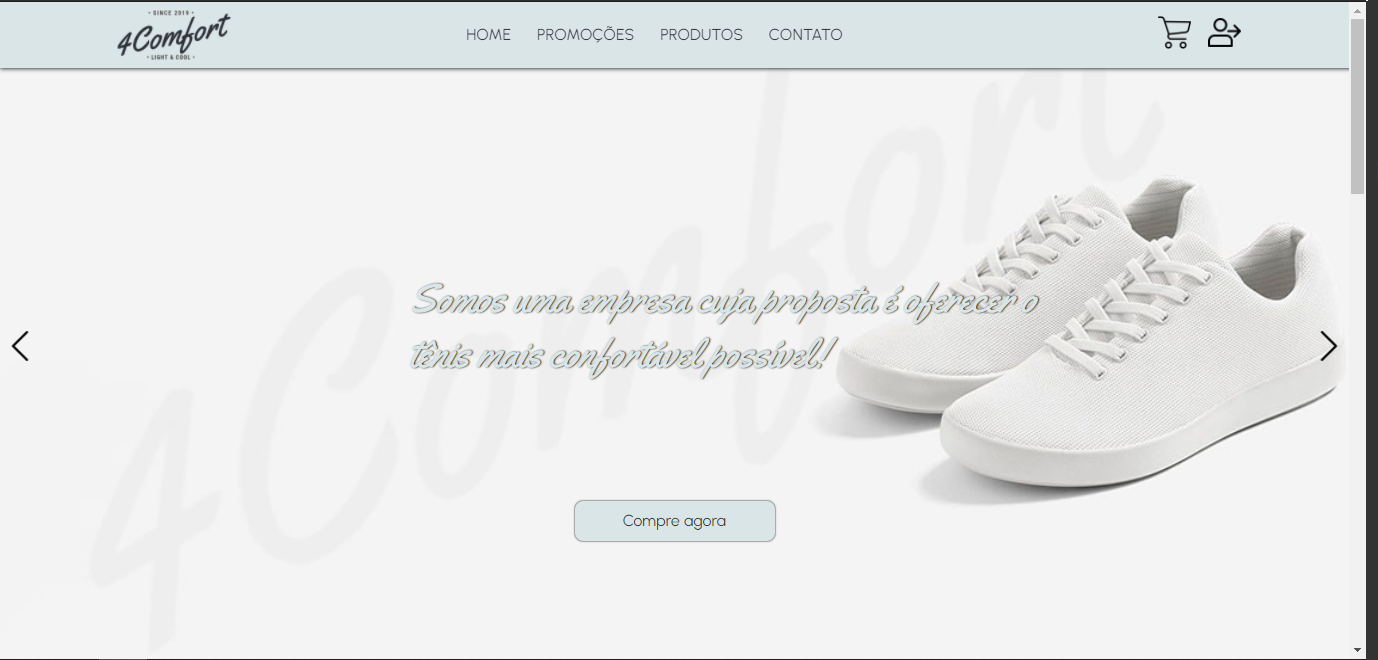 - SINCE 2019 -
4Comfort
- LIGHT & COOL -
HOME PROMOÇÕES PRODUTOS CONTATO
4Comfort
Somos uma empresa cuja proposta é oferecer o
tênis mais confortável possível!
Compre agora